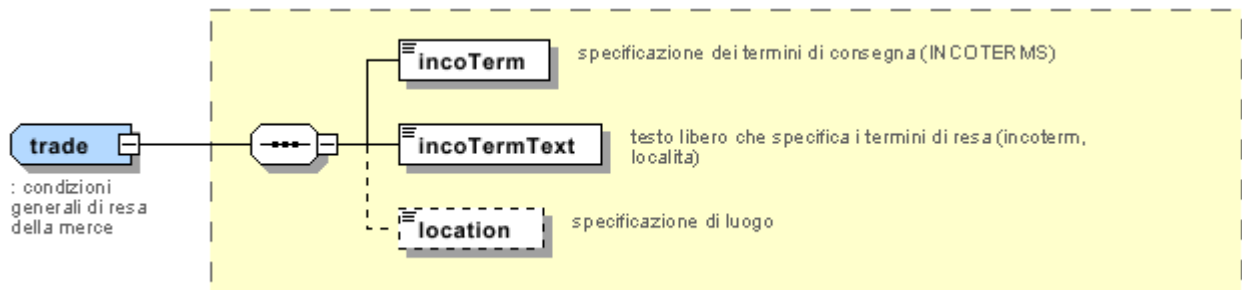 incoTerm
specificazione dei termini di consegna (INCOTERMS)
trade
incoTermText
testo libero che specifica i termini di resa (incoterm,
localita)
: condizioni
generali di resa
della merce
location
specificazione di luogo